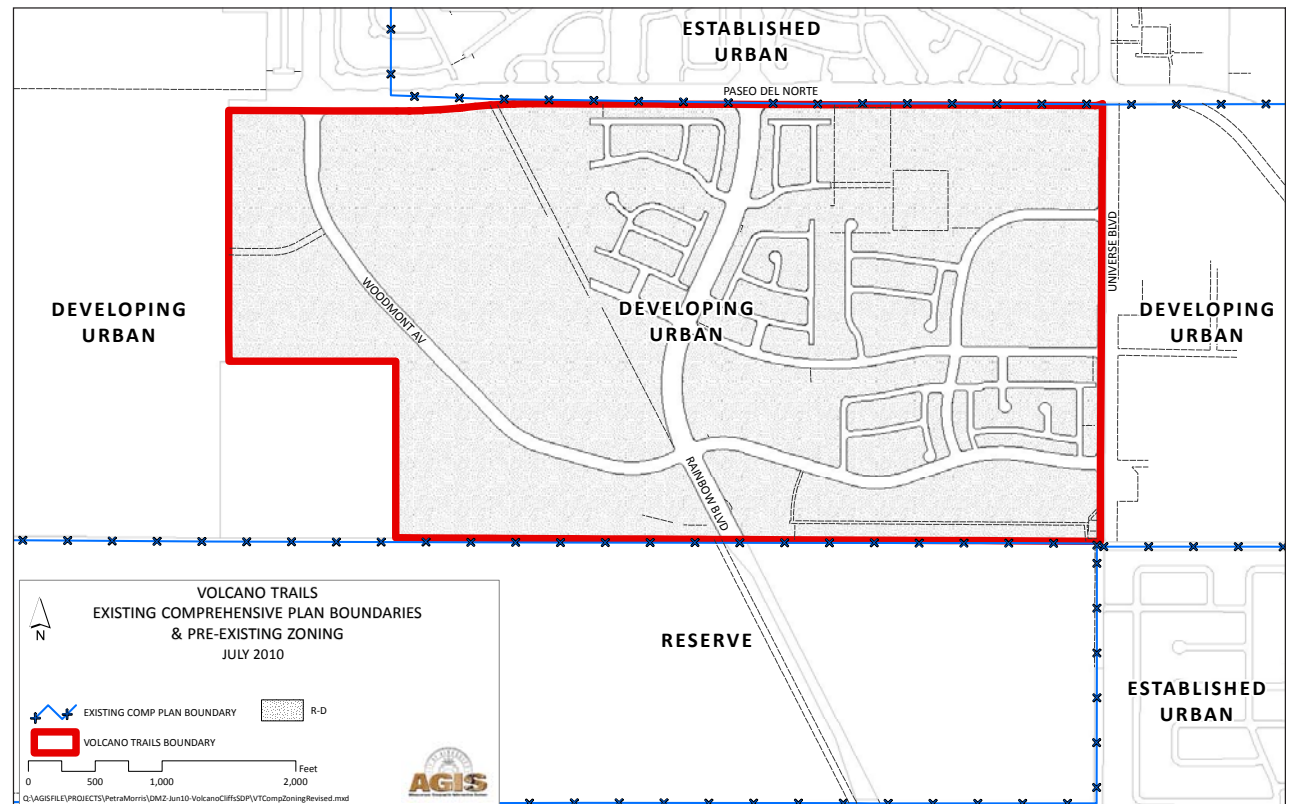 ESTABLISHED
URBAN
PASEO DEL NORTE
UNIVERSE BLVD
WOODMONT AV
DEVELOPING
URBAN
DEVELOPING
URBAN
DEVELOPING
URBAN
RAINBOW BLVD
RESERVE
ESTABLISHED
URBAN
VOLCANO TRAILS
EXISTING COMPREHENSIVE PLAN BOUNDARIES
& PRE-EXISTING ZONING
JULY 2010
N
EXISTING COMP PLAN BOUNDARY
R-D
VOLCANO TRAILS BOUNDARY
Feet
0 500 1,000 2,000
AGIS
Q:\AGISFILE\PROJECTS\PetraMorris\DMZ-Jun10-VolcanoCliffsSDP\VTCompZoningRevised.mxd